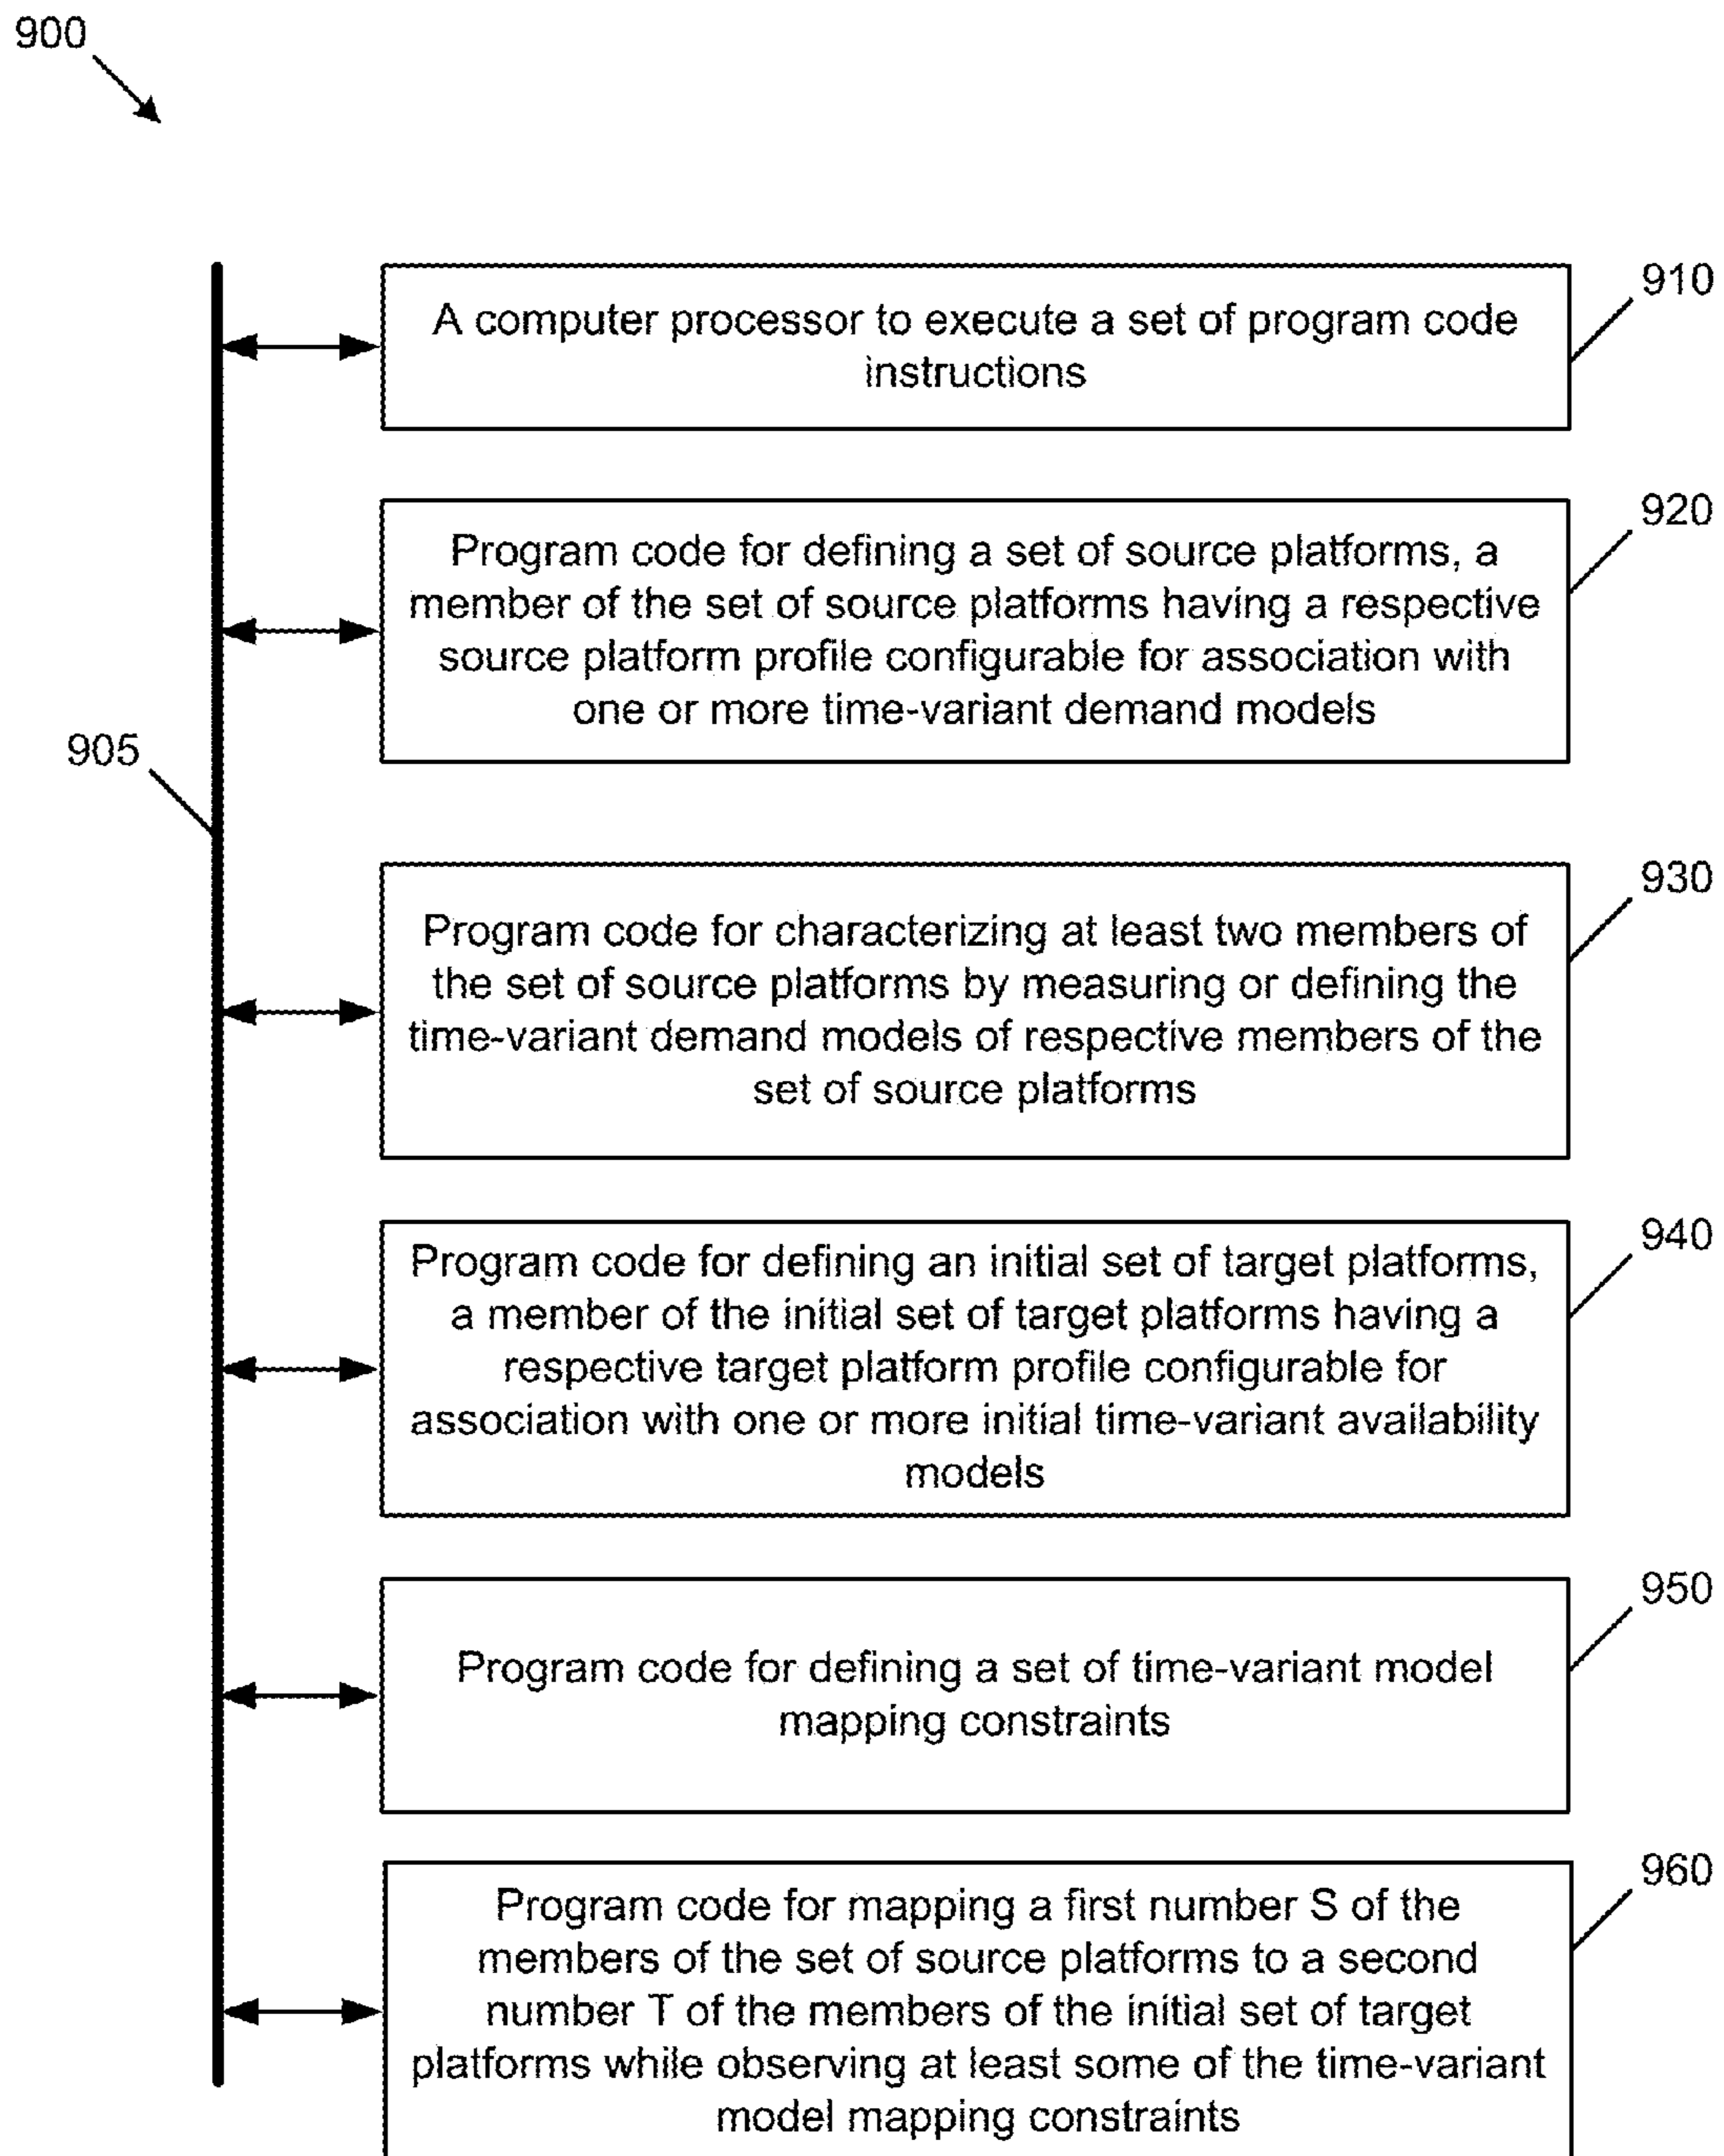 900
910
A computer processor to execute a set of program code
instructions
920
Program code for defining a set of source platforms, a
member of the set of source platforms having a respective
source platform profile configurable for association with
one or more time-variant demand models
905
930
Program code for characterizing at least two members of
the set of source platforms by measuring or defining the
time-variant demand models of respective members of the
set of source platforms
940
Program code for defining an initial set of target platforms,
a member of the initial set of target platforms having a
respective target platform profile configurable for
association with one or more initial time-variant availability
models
950
Program code for defining a set of time-variant model
mapping constraints
960
Program code for mapping a first number S of the
members of the set of source platforms to a second
number T of the members of the initial set of target
platforms while observing at least some of the time-variant
model mapping constraints